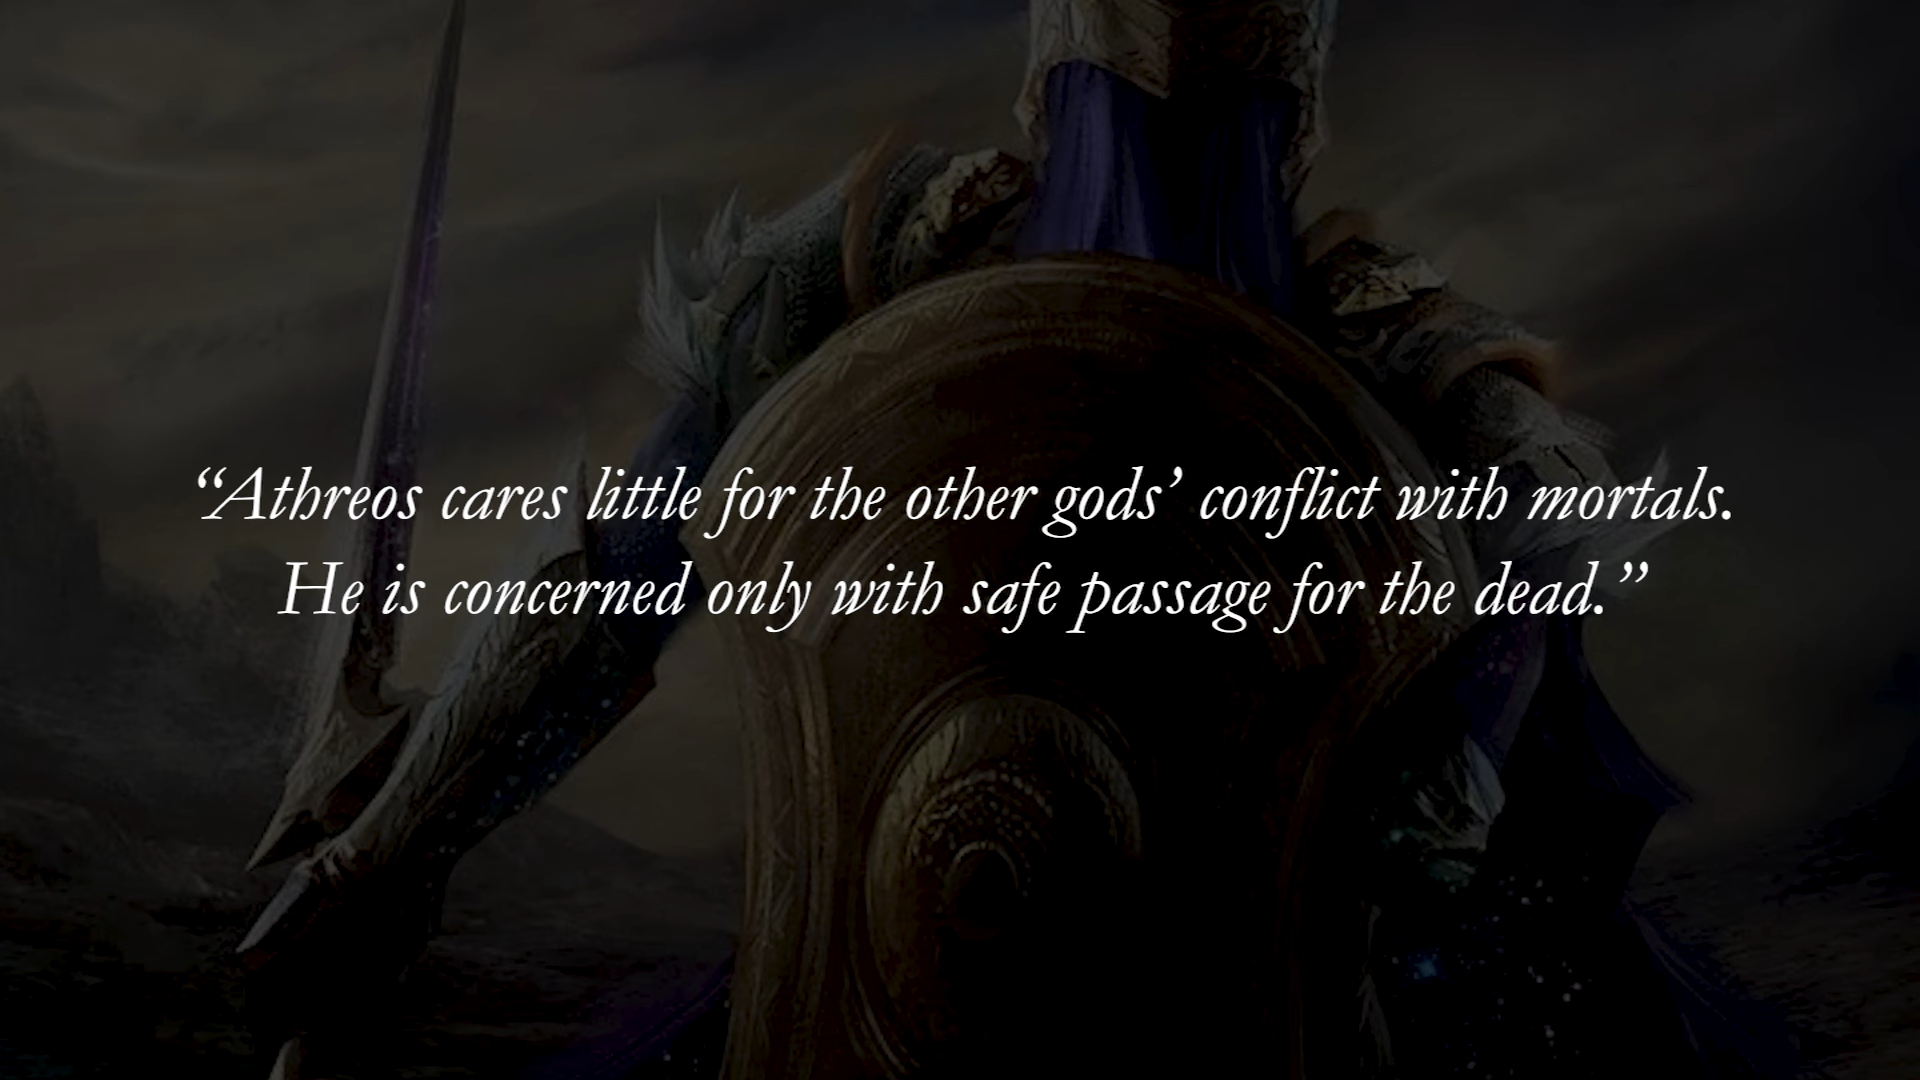 “Athreos cares little for the other gods’ conflict with mortals.
He is concerned only with safe passage for the dead.”